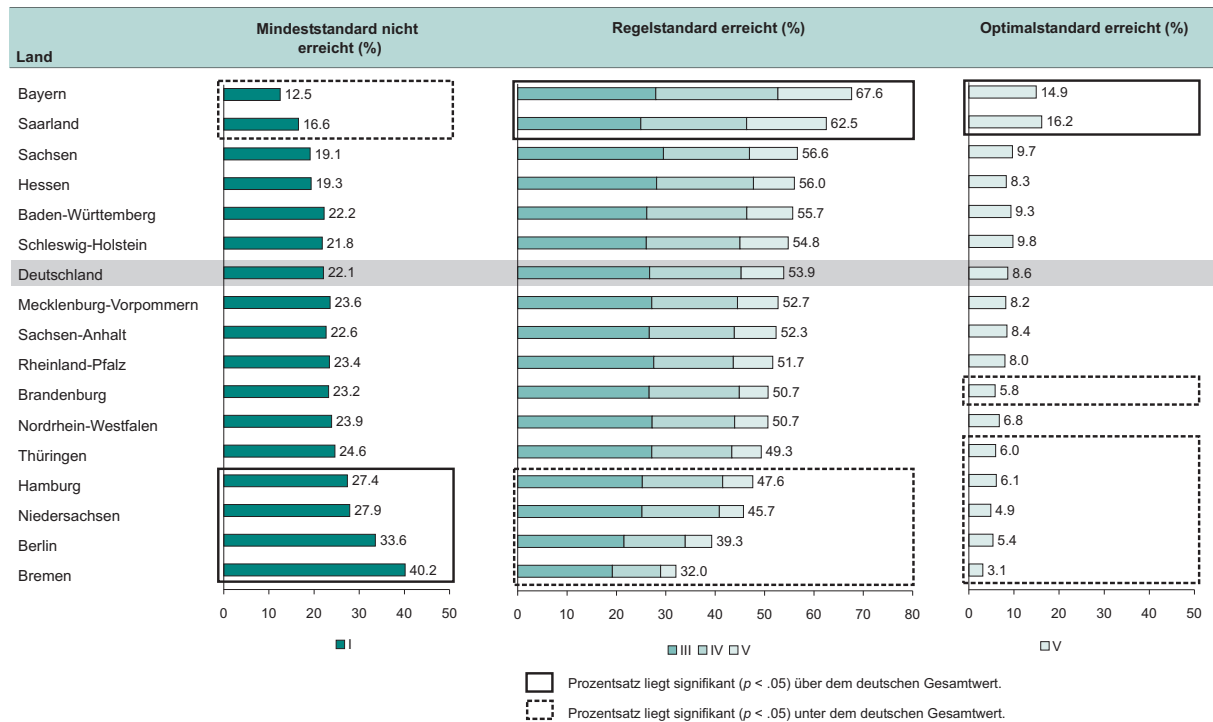 Land
Mindeststandard nicht
erreicht (%)
Regelstandard erreicht (%)
Optimalstandard erreicht (%)
Bayern 12.5 67.6 14.9
Saarland 16.6 62.5 16.2
Sachsen 19.1 56.6 9.7
Hessen 19.3 56.0 8.3
Baden-Württemberg 22.2 55.7 9.3
Schleswig-Holstein 21.8 54.8 9.8
Deutschland 22.1 53.9 8.6
Mecklenburg-Vorpommern 23.6 52.7 8.2
Sachsen-Anhalt 22.6 52.3 8.4
Rheinland-Pfalz 23.4 51.7 8.0
Brandenburg 23.2 50.7 5.8
Nordrhein-Westfalen 23.9 50.7 6.8
Thüringen 24.6 49.3 6.0
Hamburg 27.4 47.6 6.1
Niedersachsen 27.9 45.7 4.9
Berlin 33.6 39.3 5.4
Bremen 40.2 32.0 3.1
0 10 20 30 40 50 0 10 20 30 40 50 60 70 80 0 10 20 30 40 50
I III IV V V
Prozentsatz liegt signifikant (p < .05) über dem deutschen Gesamtwert.
Prozentsatz liegt signifikant (p < .05) unter dem deutschen Gesamtwert.